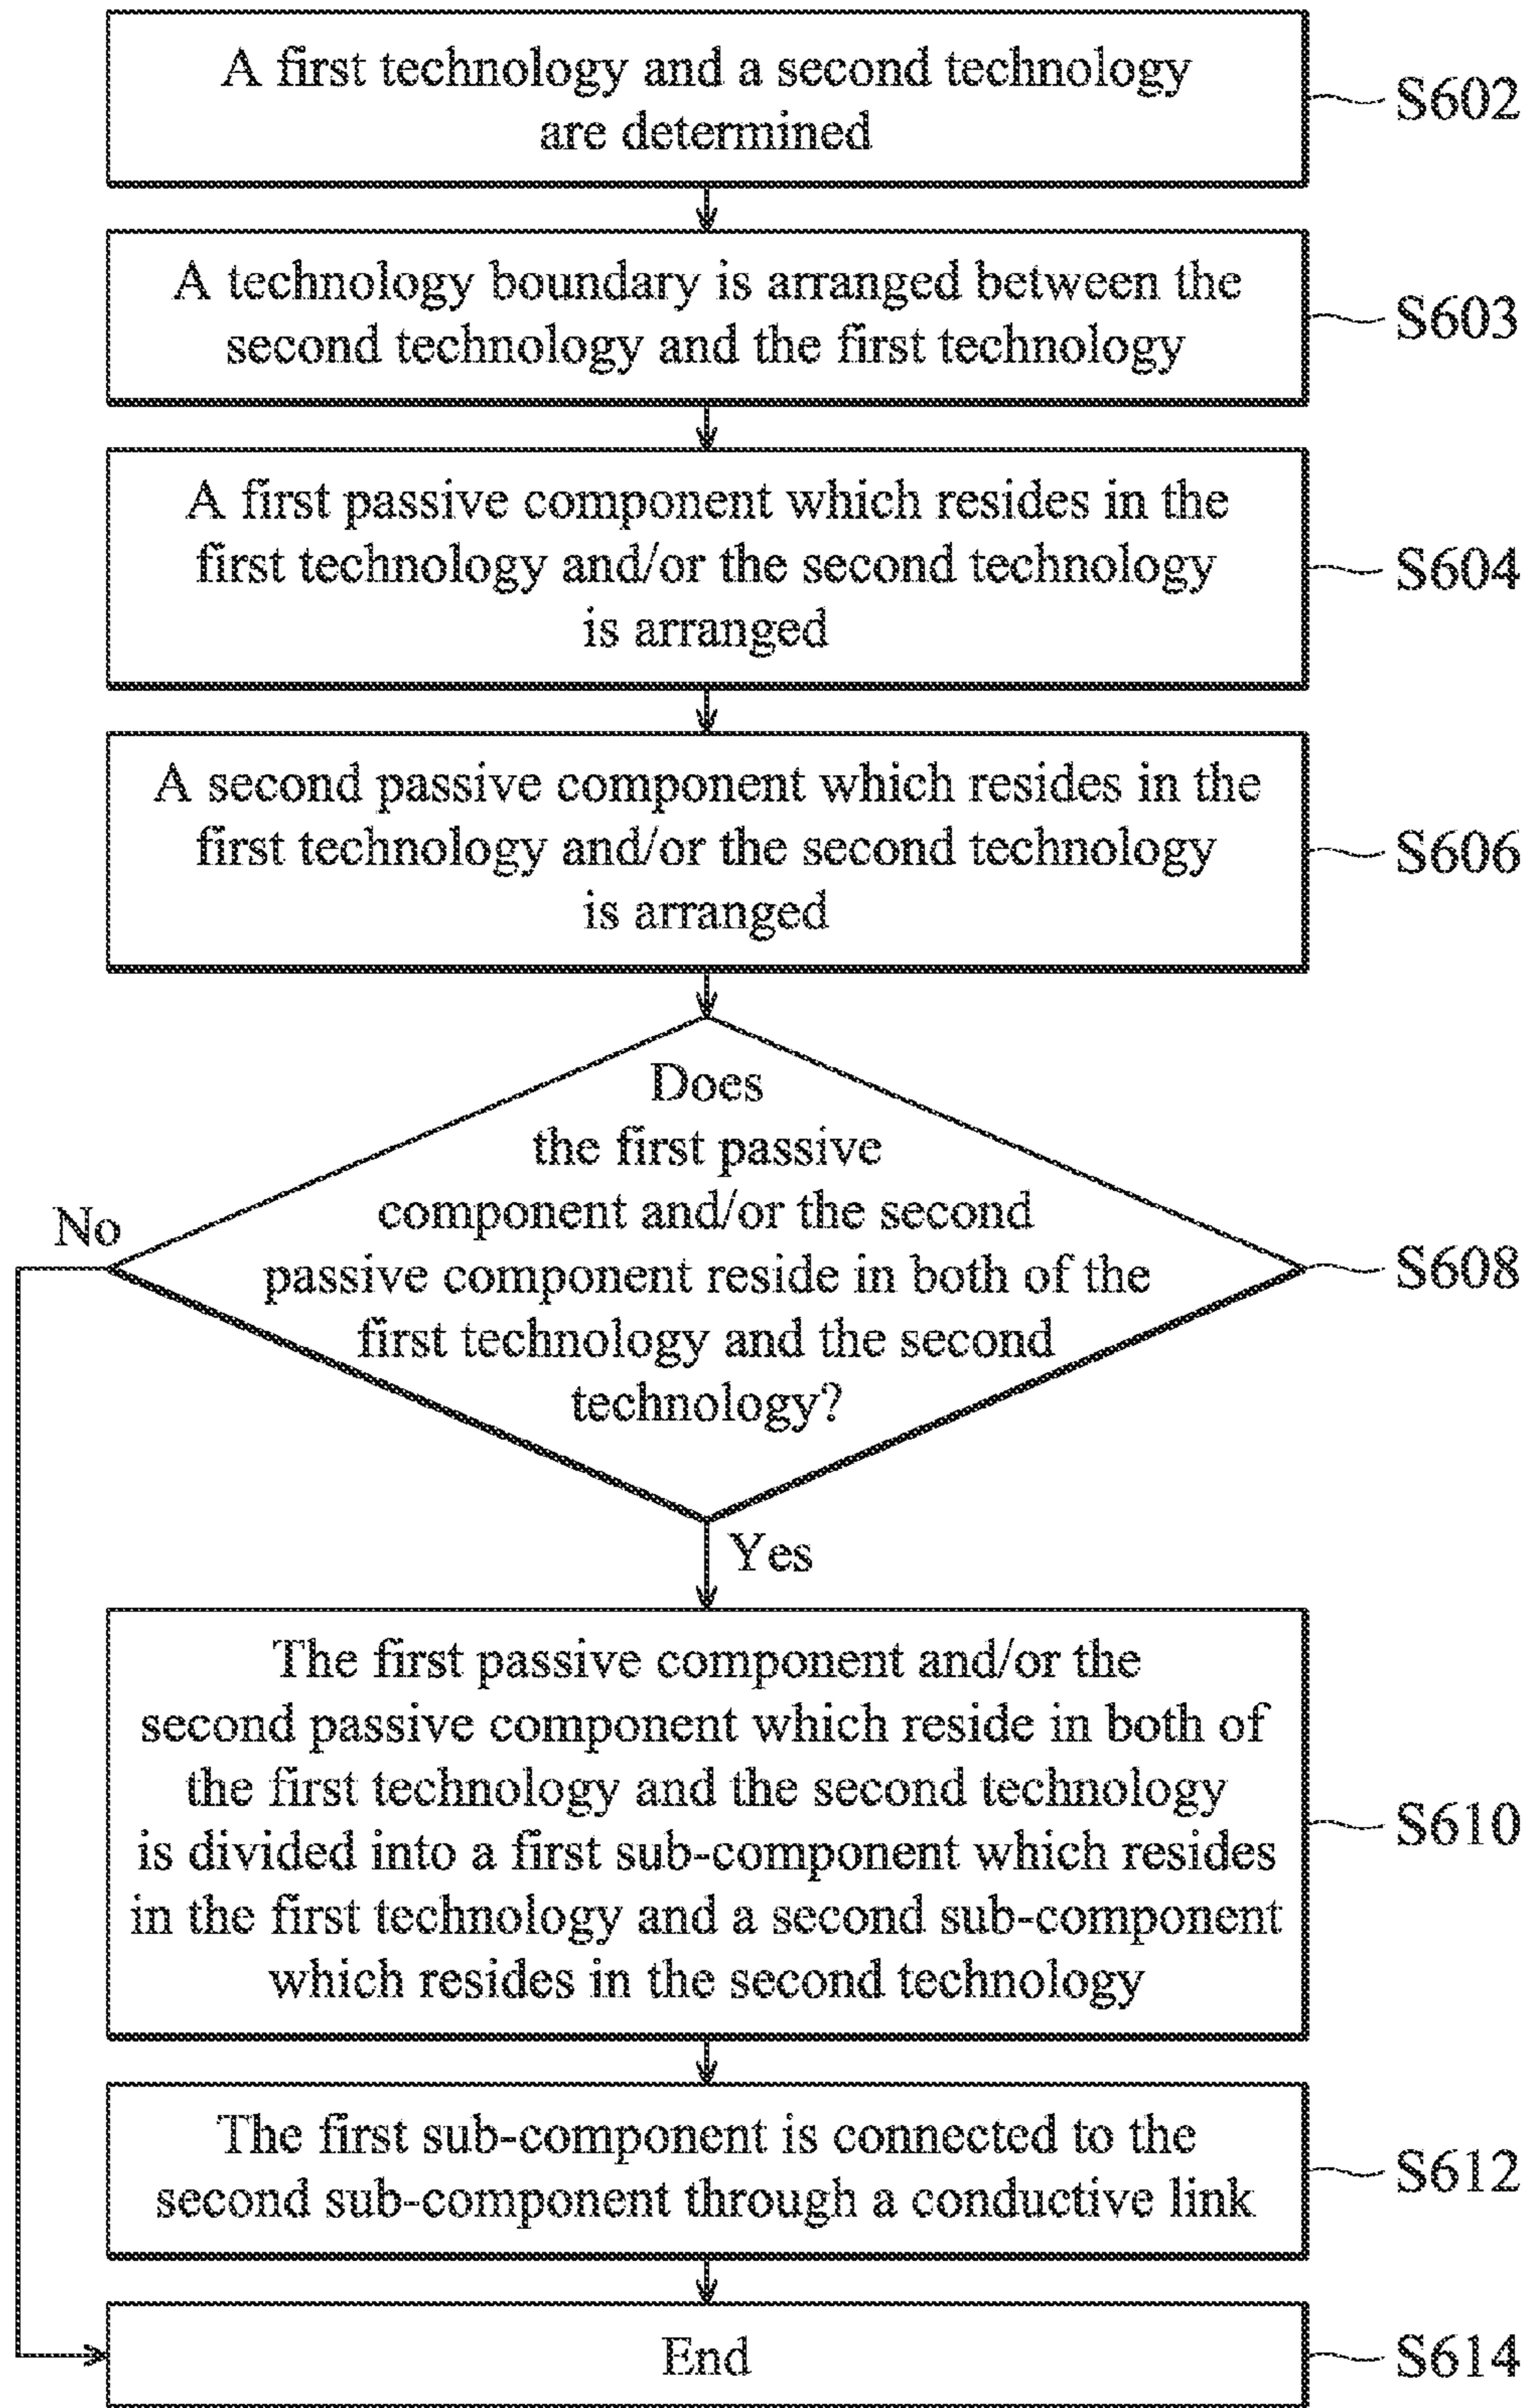 A first technology and a second technology
are determined
S602
A technology boundary is arranged between the
second technology and the first technology
S603
A first passive component which resides in the
first technology and/or the second technology
is arranged
S604
A second passive component which resides in the
first technology and/or the second technology
is arranged
S606
Does
the first passive
component and/or the second
passive component reside in both of the
first technology and the second
technology?
No
S608
Yes
The first passive component and/or the
second passive component which reside in both of
the first technology and the second technology
is divided into a first sub-component which resides
in the first technology and a second sub-component
which resides in the second technology
S610
The first sub-component is connected to the
second sub-component through a conductive link
S612
End
S614